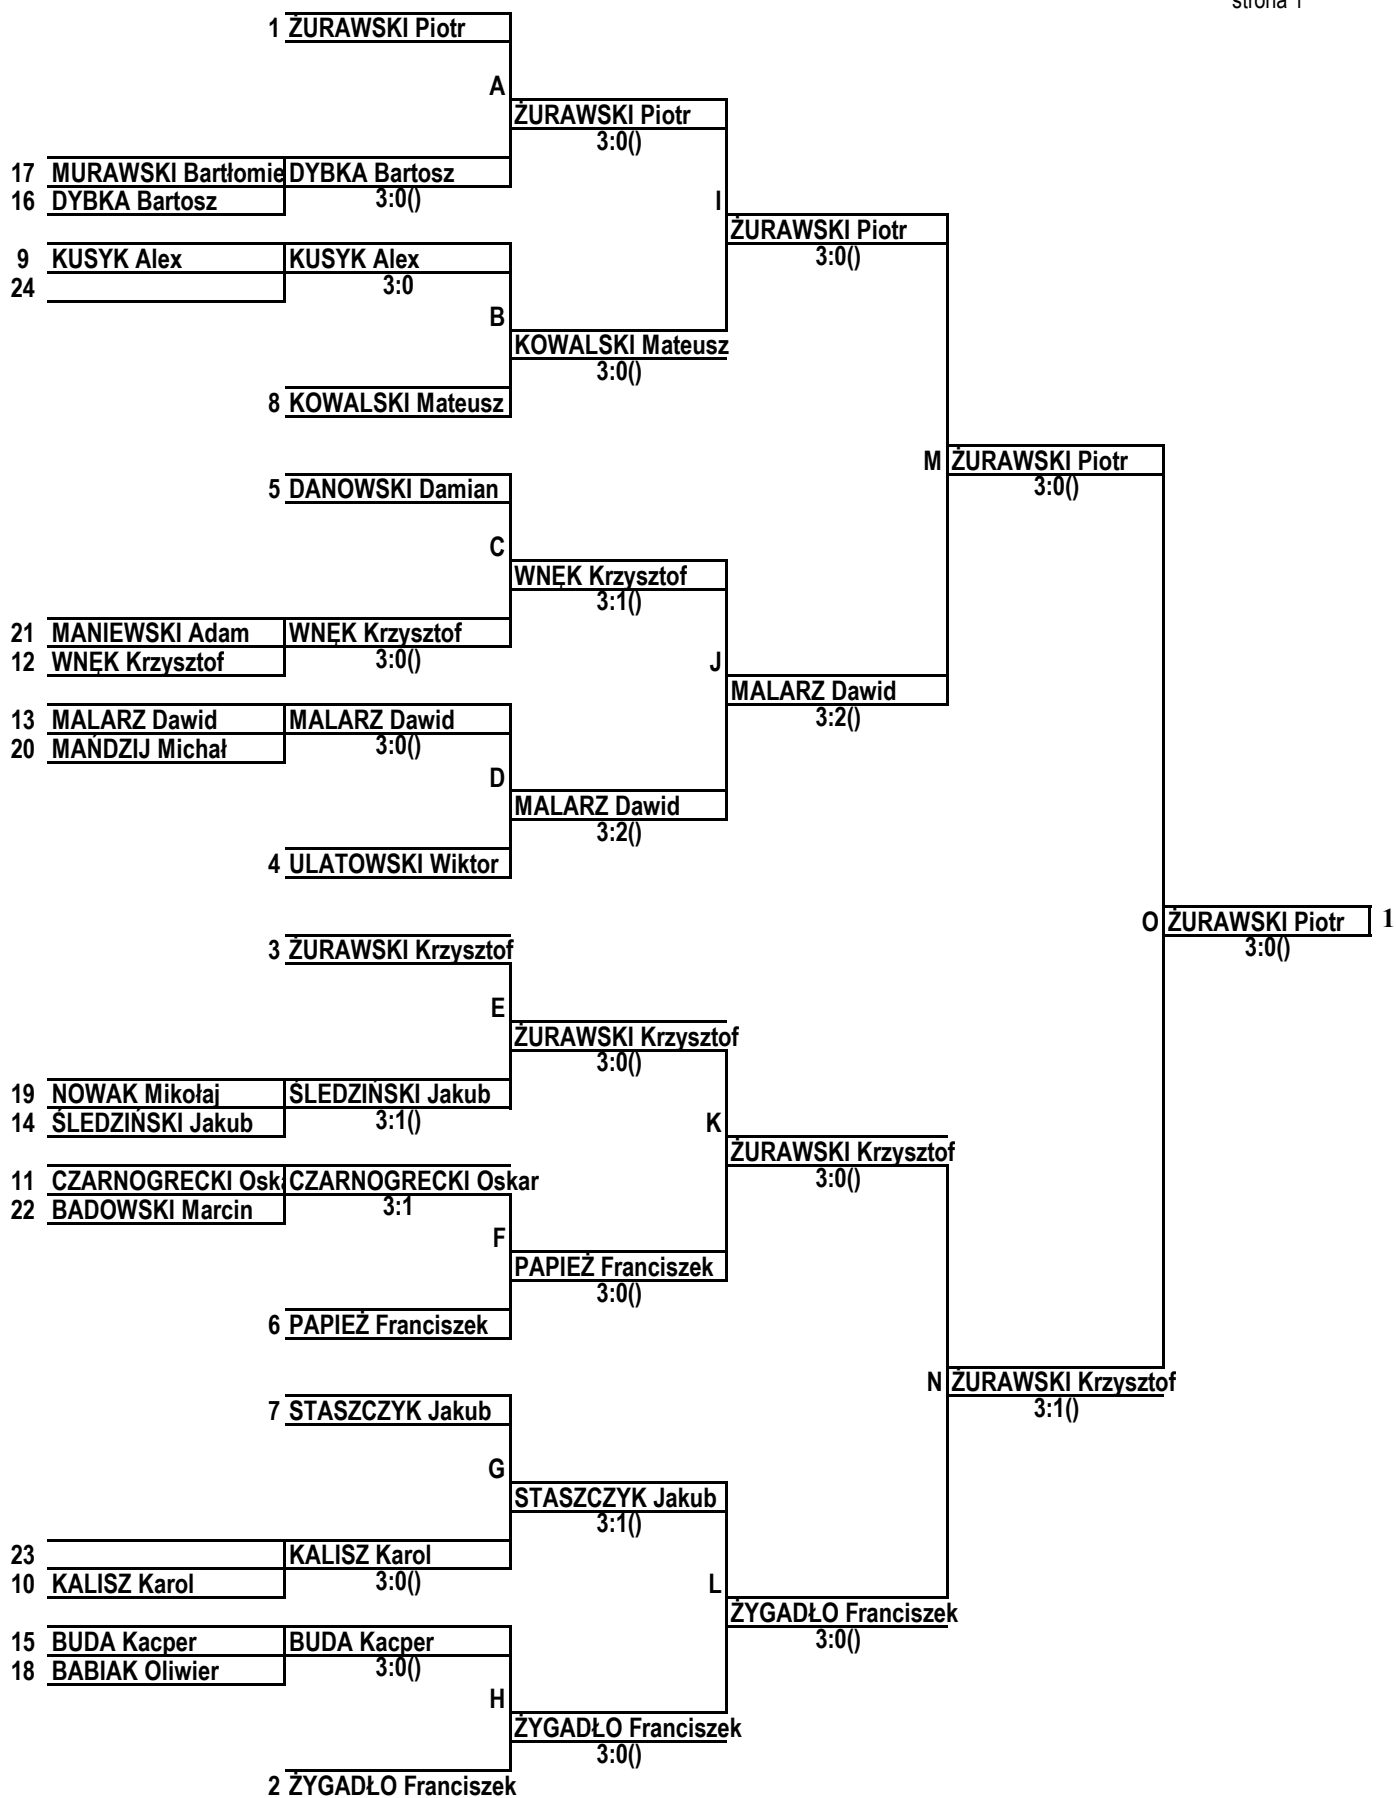 strona 1
1 ŻURAWSKI Piotr
A
ŻURAWSKI Piotr
3:0()
17 MURAWSKI Bartłomie DYBKA Bartosz
16 DYBKA Bartosz 3:0() I
ŻURAWSKI Piotr
9 KUSYK Alex KUSYK Alex 3:0()
24 3:0
B
KOWALSKI Mateusz
3:0()
8 KOWALSKI Mateusz
M ŻURAWSKI Piotr
5 DANOWSKI Damian 3:0()
C
WNĘK Krzysztof
3:1()
21 MANIEWSKI Adam WNĘK Krzysztof
12 WNĘK Krzysztof 3:0() J
MALARZ Dawid
13 MALARZ Dawid MALARZ Dawid 3:2()
20 MAŃDZIJ Michał 3:0()
D
MALARZ Dawid
3:2()
4 ULATOWSKI Wiktor
O ŻURAWSKI Piotr 1
3 ŻURAWSKI Krzysztof 3:0()
E
ŻURAWSKI Krzysztof
3:0()
19 NOWAK Mikołaj ŚLEDZIŃSKI Jakub
14 ŚLEDZIŃSKI Jakub 3:1() K
ŻURAWSKI Krzysztof
11 CZARNOGRECKI Oska CZARNOGRECKI Oskar 3:0()
22 BADOWSKI Marcin 3:1
F
PAPIEŻ Franciszek
3:0()
6 PAPIEŻ Franciszek
N ŻURAWSKI Krzysztof
7 STASZCZYK Jakub 3:1()
G
STASZCZYK Jakub
3:1()
23 KALISZ Karol
10 KALISZ Karol 3:0() L
ŻYGADŁO Franciszek
15 BUDA Kacper BUDA Kacper 3:0()
18 BABIAK Oliwier 3:0()
H
ŻYGADŁO Franciszek
3:0()
2 ŻYGADŁO Franciszek